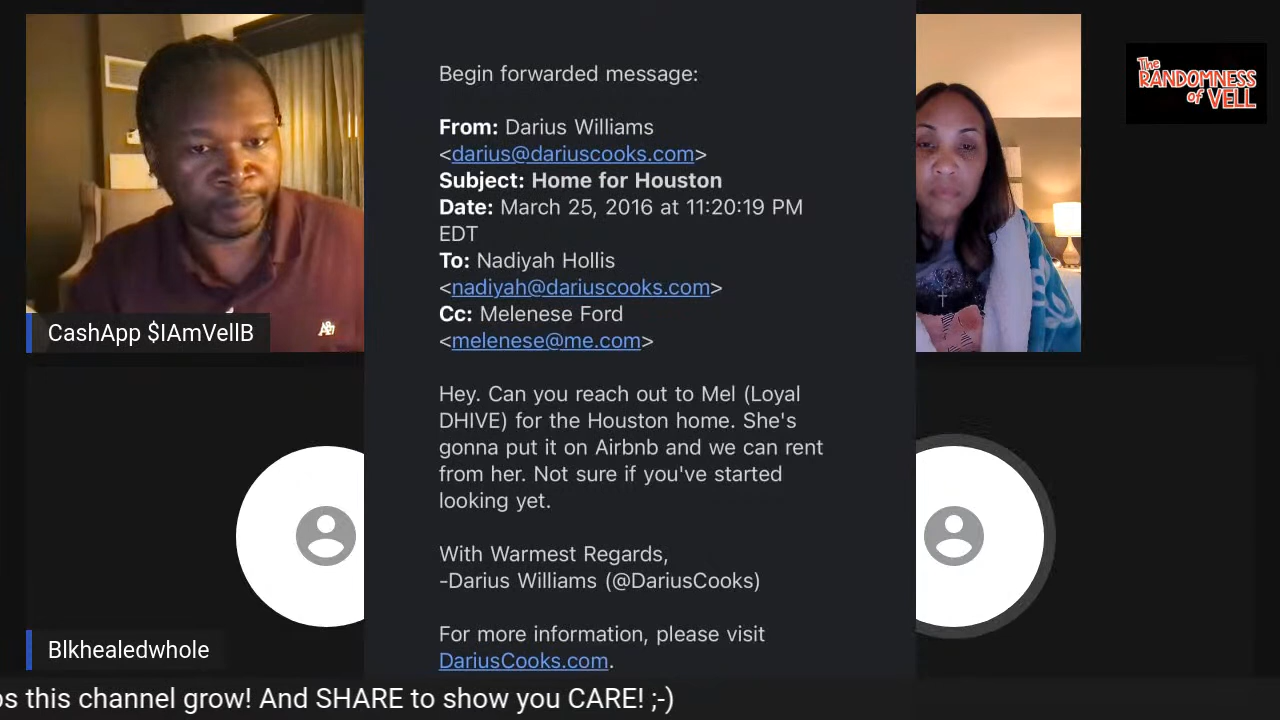 Begin forwarded message:
From: Darius Williams
<darius@dariuscooks.com>
Subject: Home for Houston
Date: March 25, 2016 at 11:20:19 PM
EDT
To: Nadiyah Hollis
<nadiyah@dariuscooks.com>
Cc: Melenese Ford
<melenese@me.com>
Hey. Can you reach out to Mel (Loyal
DHIVE) for the Houston home. She's
gonna put it on Airbnb and we can rent
from her. Not sure if you've started
looking yet.
With Warmest Regards,
-Darius Williams (@DariusCooks)
For more information, please visit
DariusCooks.com.
The
RANDOMNESS
of VELL
CashApp $IAmVellB
Blkhealedwhole
os this channel grow! And SHARE to show you CARE! ;-)